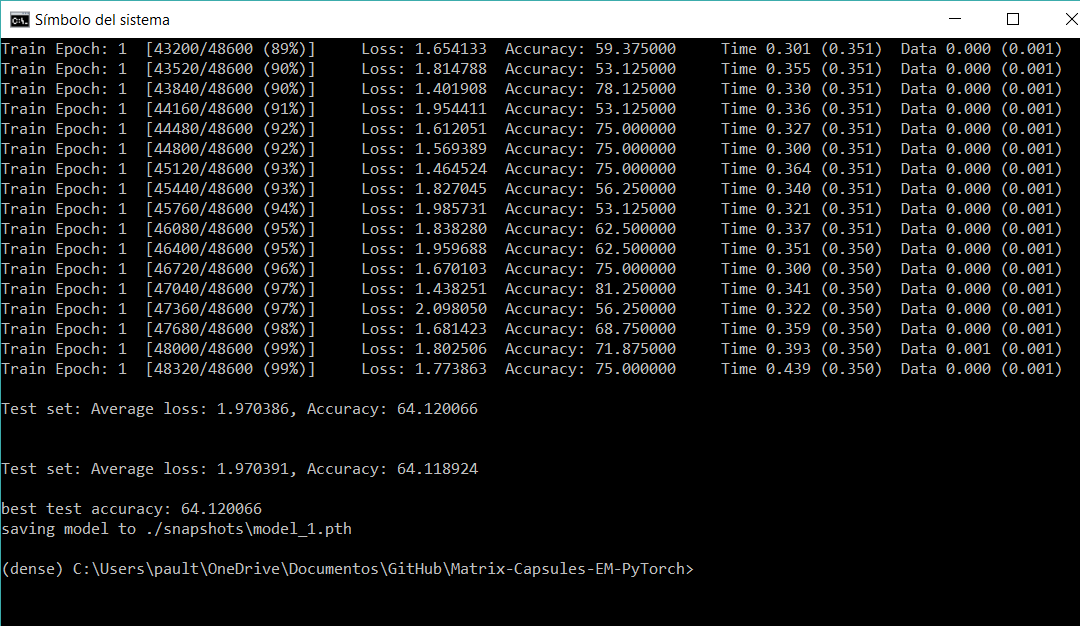 Símbolo del sistema
Train Epoch: 1 [43200/48600 (89%)] Loss: 1.654133 Accuracy: 59.375000 Time 0.301 (0.351) Data 0.000 (0.001)
Train Epoch: 1 [43520/48600 (90%)] Loss: 1.814788 Accuracy: 53.125000 Time 0.355 (0.351) Data 0.000 (0.001)
Train Epoch: 1 [43840/48600 (90%)] Loss: 1.401908 Accuracy: 78.125000 Time 0.330 (0.351) Data 0.000 (0.001)
Train Epoch: 1 [44160/48600 (91%)] Loss: 1.954411 Accuracy: 53.125000 Time 0.336 (0.351) Data 0.000 (0.001)
Train Epoch: 1 [44480/48600 (92%)] Loss: 1.612051 Accuracy: 75.000000 Time 0.327 (0.351) Data 0.000 (0.001)
Train Epoch: 1 [44800/48600 (92%)] Loss: 1.569389 Accuracy: 75.000000 Time 0.300 (0.351) Data 0.000 (0.001)
Train Epoch: 1 [45120/48600 (93%)] Loss: 1.464524 Accuracy: 75.000000 Time 0.364 (0.351) Data 0.000 (0.001)
Train Epoch: 1 [45440/48600 (93%)] Loss: 1.827045 Accuracy: 56.250000 Time 0.340 (0.351) Data 0.000 (0.001)
Train Epoch: 1 [45760/48600 (94%)] Loss: 1.985731 Accuracy: 53.125000 Time 0.321 (0.351) Data 0.000 (0.001)
Train Epoch: 1 [46080/48600 (95%)] Loss: 1.838280 Accuracy: 62.500000 Time 0.337 (0.351) Data 0.000 (0.001)
Train Epoch: 1 [46400/48600 (95%)] Loss: 1.959688 Accuracy: 62.500000 Time 0.351 (0.350) Data 0.000 (0.001)
Train Epoch: 1 [46720/48600 (96%)] Loss: 1.670103 Accuracy: 75.000000 Time 0.300 (0.350) Data 0.000 (0.001)
Train Epoch: 1 [47040/48600 (97%)] Loss: 1.438251 Accuracy: 81.250000 Time 0.341 (0.350) Data 0.000 (0.001)
Train Epoch: 1 [47360/48600 (97%)] Loss: 2.098050 Accuracy: 56.250000 Time 0.322 (0.350) Data 0.000 (0.001)
Train Epoch: 1 [47680/48600 (98%)] Loss: 1.681423 Accuracy: 68.750000 Time 0.359 (0.350) Data 0.000 (0.001)
Train Epoch: 1 [48000/48600 (99%)] Loss: 1.802506 Accuracy: 71.875000 Time 0.393 (0.350) Data 0.001 (0.001)
Train Epoch: 1 [48320/48600 (99%)] Loss: 1.773863 Accuracy: 75.000000 Time 0.439 (0.350) Data 0.000 (0.001)
Test set: Average loss: 1.970386, Accuracy: 64.120066
Test set: Average loss: 1.970391, Accuracy: 64.118924
best test accuracy: 64.120066
saving model to ./snapshots\model_1.pth
(dense) C:\Users\pault\OneDrive\Documentos\GitHub\Matrix-Capsules-EM-PyTorch>